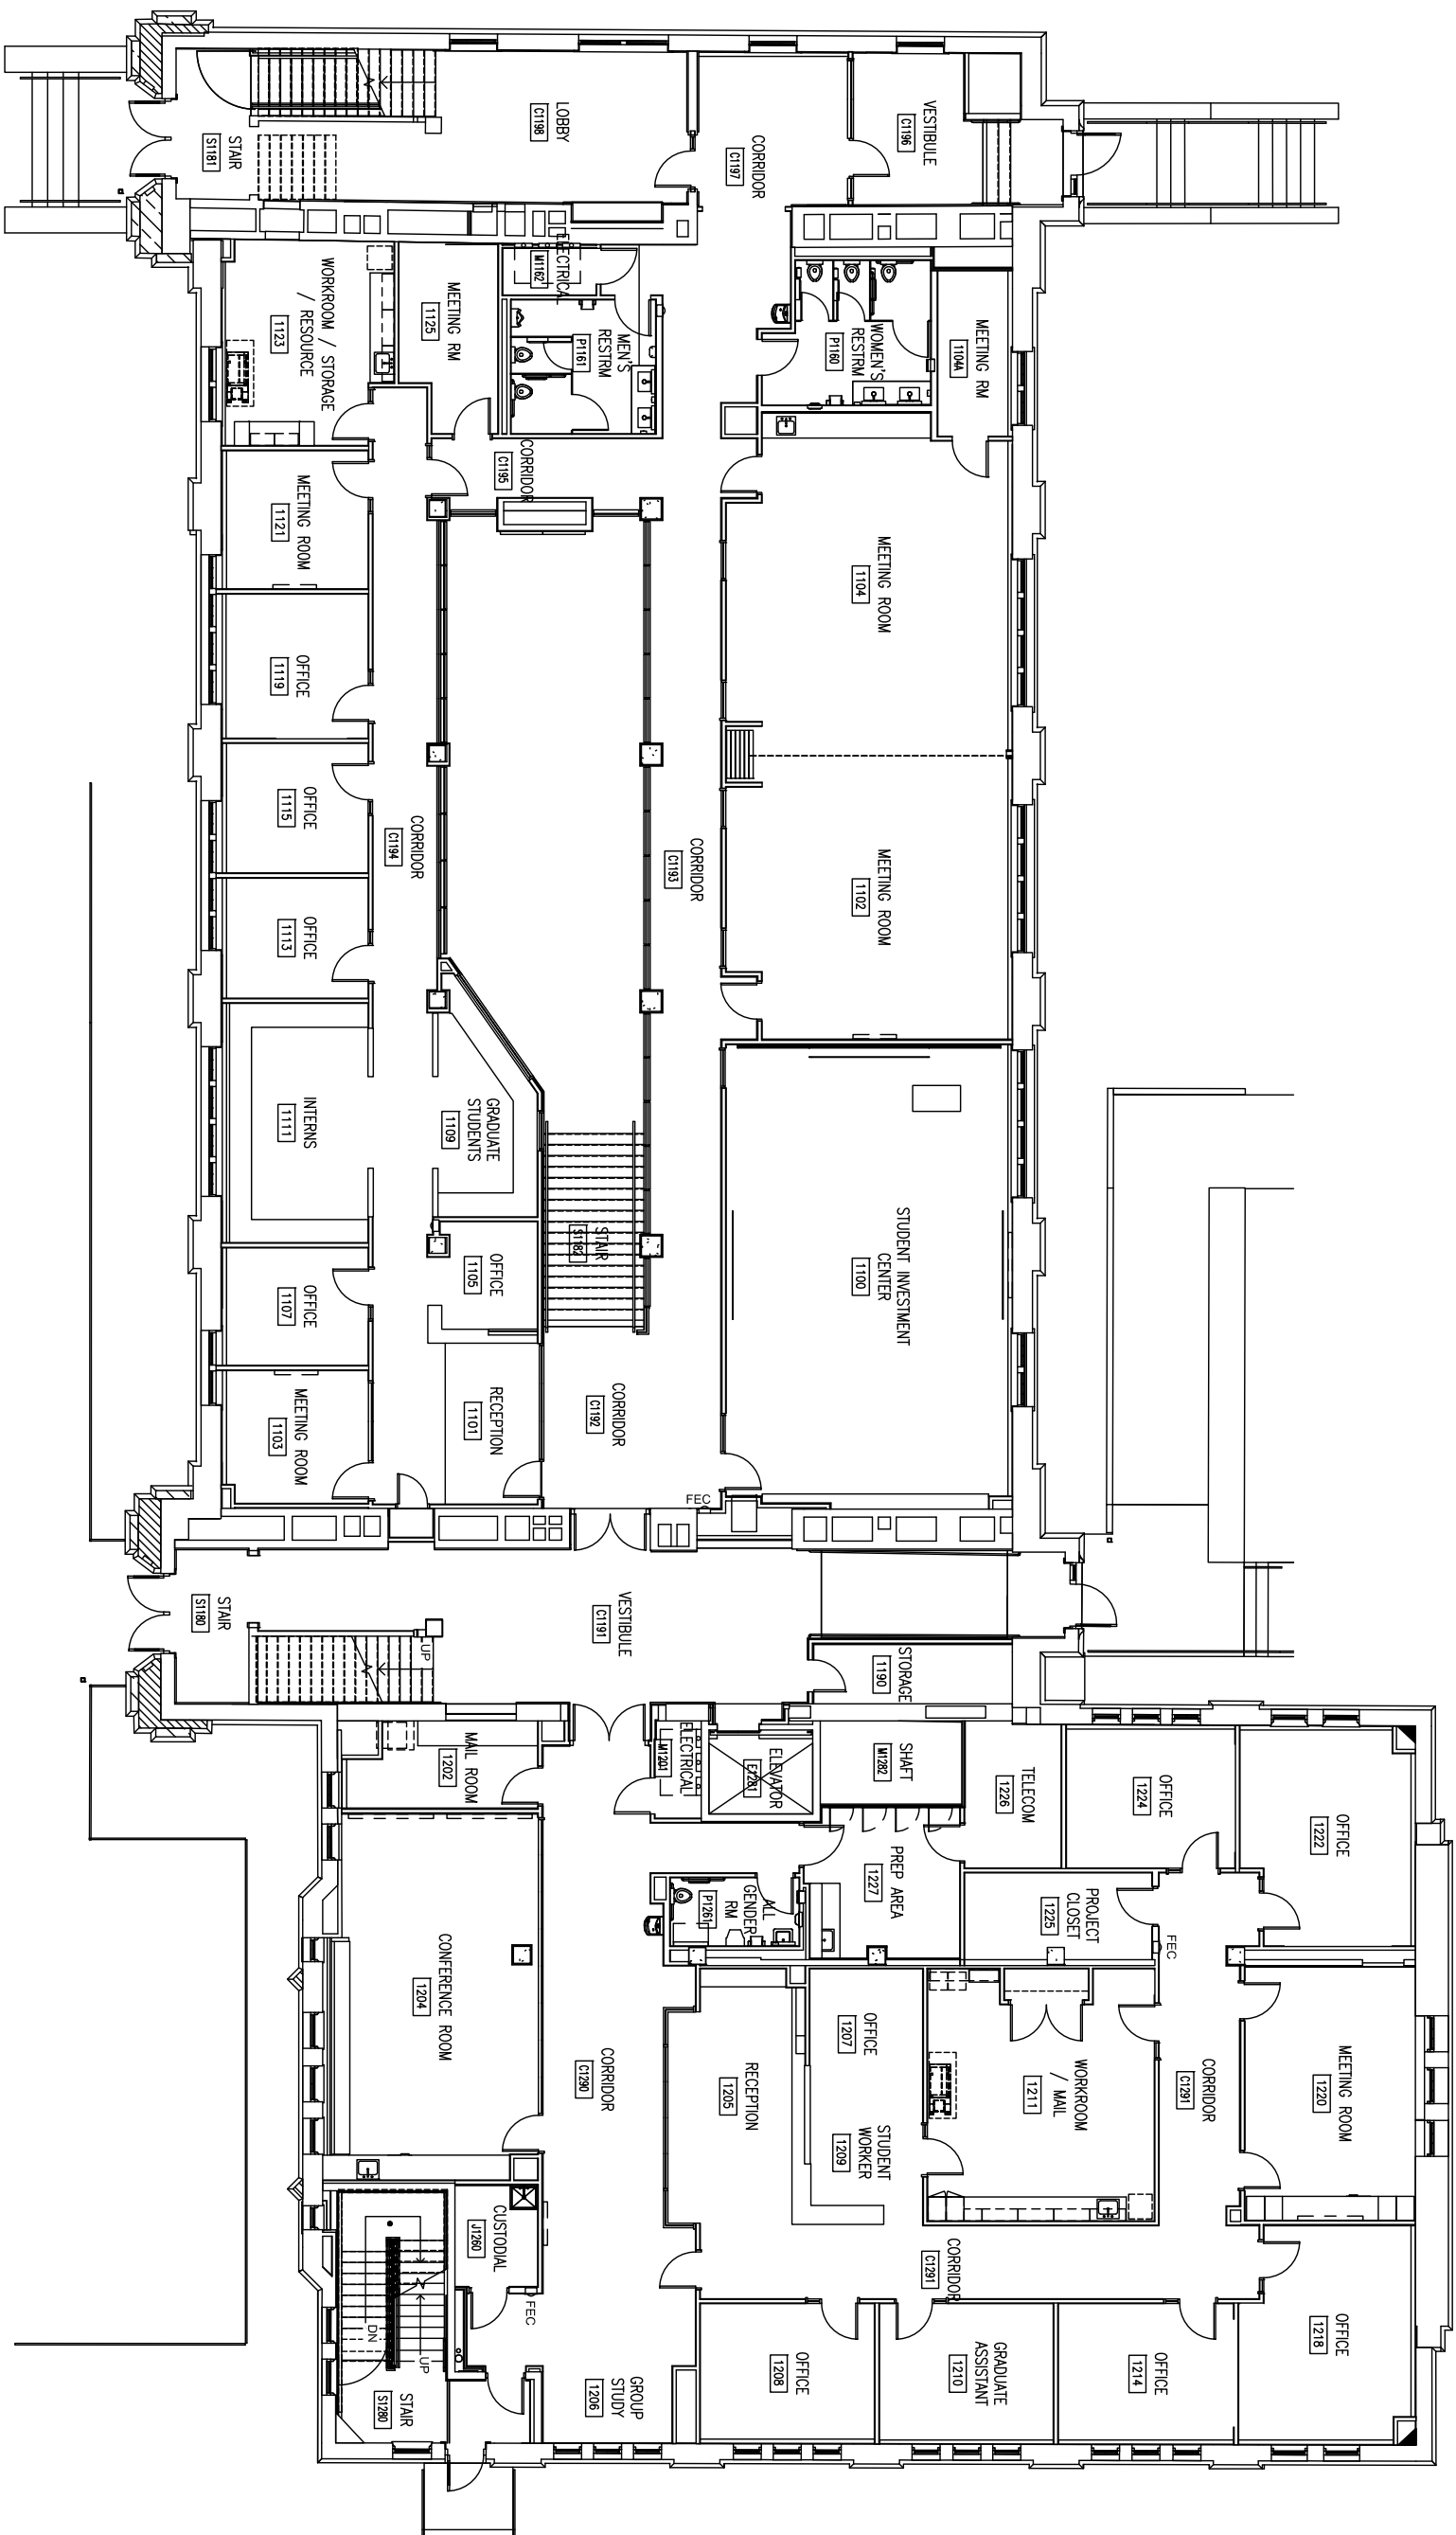 LOBBY
C1198
STAIR
S1181
CORRIDOR
C1197
VESTIBULE
C1196
WORKROOM / STORAGE
/ RESOURCE
1123
MEETING RM
1125
ELECTRICAL
M1162
MEN'S
RESTRM
P1161
WOMEN'S
RESTRM
P1160
MEETING RM
1104A
CORRIDOR
C1195
MEETING ROOM
1121
MEETING ROOM
1104
OFFICE
1119
OFFICE
1115
CORRIDOR
C1194
CORRIDOR
C1193
MEETING ROOM
1102
OFFICE
1113
INTERNS
1111
GRADUATE
STUDENTS
1109
STAIR
S1182
STUDENT INVESTMENT
CENTER
1100
OFFICE
1105
OFFICE
1107
MEETING ROOM
1103
RECEPTION
1101
CORRIDOR
C1192
FEC
STAIR
S1180
UP
VESTIBULE
C1191
STORAGE
1190
MAIL ROOM
1202
ELECTRICAL
M1201
ELEVATOR
E1281
SHAFT
M1282
TELECOM
1226
OFFICE
1224
OFFICE
1222
PREP AREA
1227
ALL
GENDER
RM
P1261
PROJECT
CLOSET
1225
FEC
CONFERENCE ROOM
1204
CORRIDOR
C1290
RECEPTION
1205
OFFICE
1207
STUDENT
WORKER
1209
WORKROOM
/ MAIL
1211
CORRIDOR
C1291
MEETING ROOM
1220
CUSTODIAL
J1260
FEC
CORRIDOR
C1291
DN
UP
STAIR
S1280
GROUP
STUDY
1206
OFFICE
1208
GRADUATE
ASSISTANT
1210
OFFICE
1214
OFFICE
1218